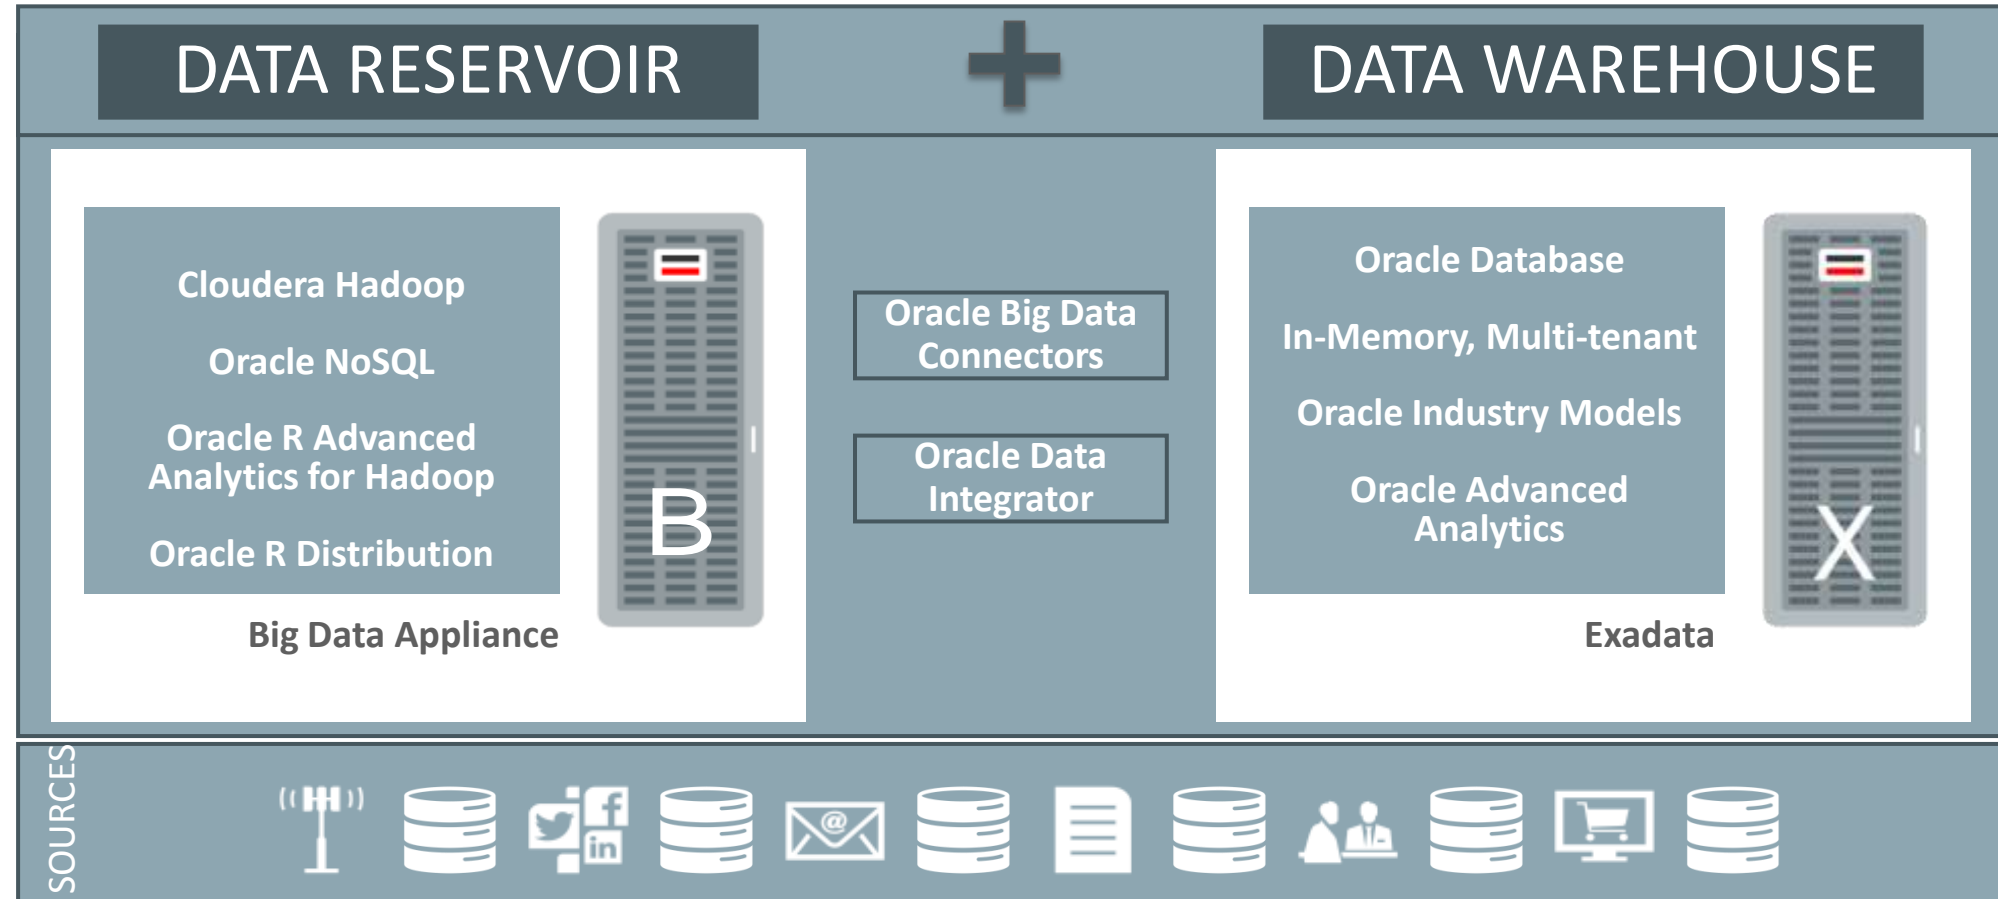 DATA RESERVOIR
DATA WAREHOUSE
Cloudera Hadoop
Oracle NoSQL
Oracle R Advanced
Analytics for Hadoop
Oracle R Distribution
B
Big Data Appliance
Oracle Big Data
Connectors
Oracle Data
Integrator
Oracle Database
In-Memory, Multi-tenant
Oracle Industry Models
Oracle Advanced
Analytics
X
Exadata
SOURCES
f
in
@